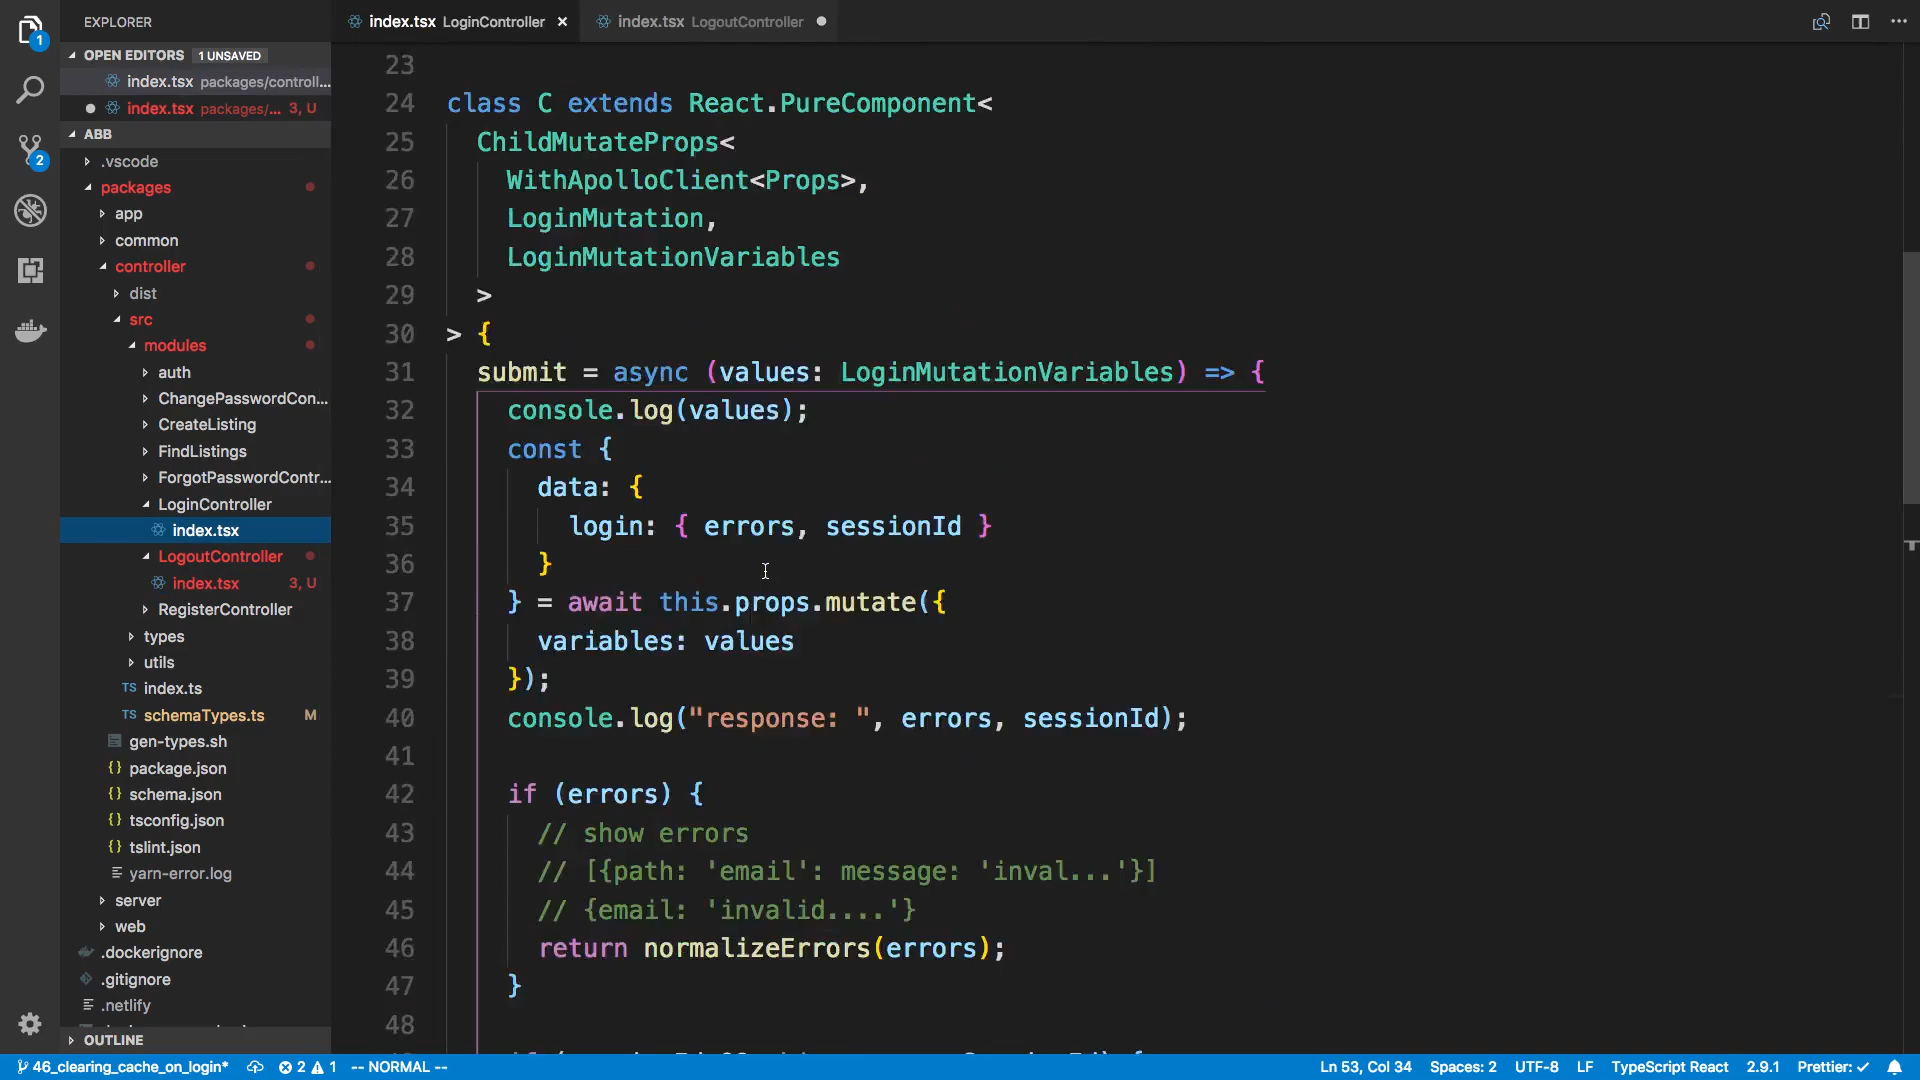 EXPLORER
OPEN EDITORS 1 UNSAVED
index.tsx packages/controll...
index.tsx packages/... 3, U
ABB
.vscode
packages
app
common
controller
dist
src
modules
auth
ChangePasswordCon...
CreateListing
FindListings
ForgotPasswordContr...
LoginController
index.tsx
LogoutController
index.tsx 3, U
RegisterController
types
utils
TS index.ts
TS schemaTypes.ts M
gen-types.sh
{} package.json
{} schema.json
{} tsconfig.json
{} tslint.json
yarn-error.log
server
web
.dockerignore
.gitignore
.netlify
OUTLINE
1
2
index.tsx LoginController × index.tsx LogoutController
23
24 class C extends React.PureComponent<
25 ChildMutateProps<
26 WithApolloClient<Props>,
27 LoginMutation,
28 LoginMutationVariables
29 >
30 > {
31 submit = async (values: LoginMutationVariables) => {
32 console.log(values);
33 const {
34 data: {
35 login: { errors, sessionId }
36 }
37 } = await this.props.mutate({
38 variables: values
39 });
40 console.log("response: ", errors, sessionId);
41
42 if (errors) {
43 // show errors
44 // [{path: 'email': message: 'inval...'}]
45 // {email: 'invalid....'}
46 return normalizeErrors(errors);
47 }
48
46_clearing_cache_on_login* 2 1 -- NORMAL -- Ln 53, Col 34 Spaces: 2 UTF-8 LF TypeScript React 2.9.1 Prettier: ✓